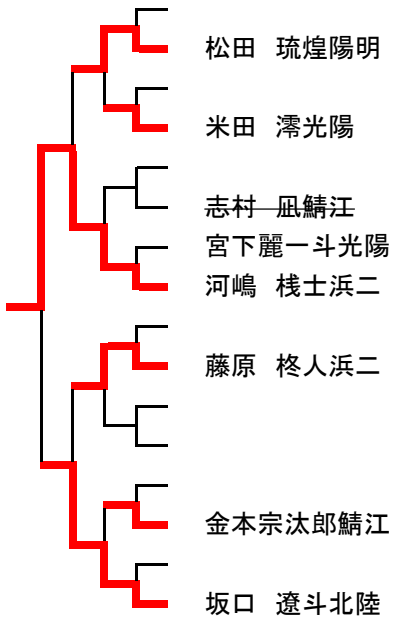 松田 琉煌陽明
米田 澪光陽
志村 凪鯖江
宮下麗一斗光陽
河嶋 桟士浜二
藤原 柊人浜二
金本宗汰郎鯖江
坂口 遼斗北陸